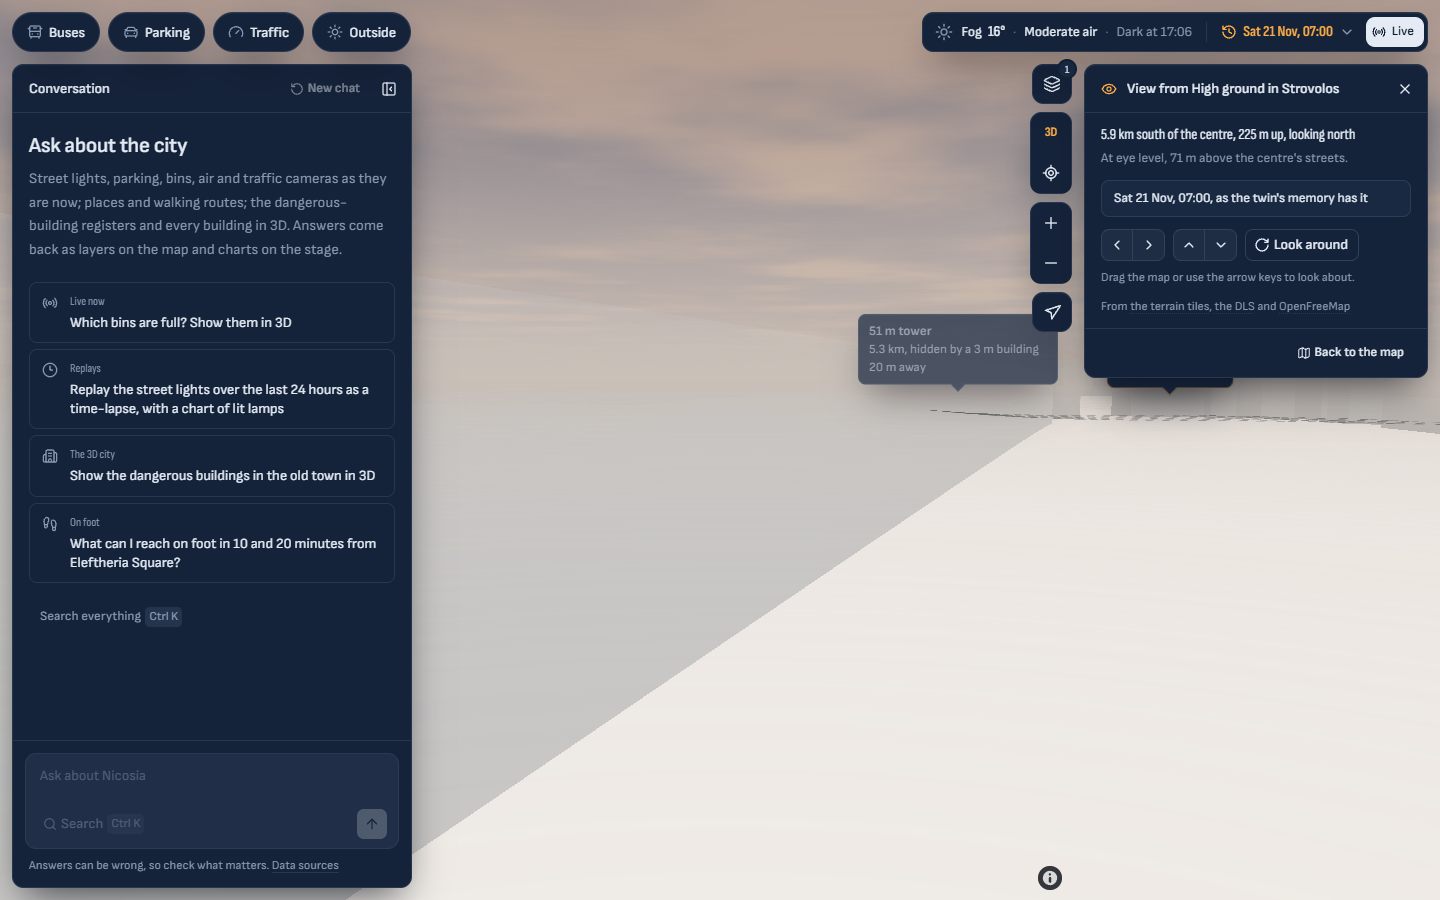 Buses
Parking
Traffic
Outside
Fog 16° · Moderate air · Dark at 17:06
Sat 21 Nov, 07:00
Live
Conversation
New chat
Ask about the city
Street lights, parking, bins, air and traffic cameras as they
are now; places and walking routes; the dangerous-
building registers and every building in 3D. Answers come
back as layers on the map and charts on the stage.
Live now
Which bins are full? Show them in 3D
Replays
Replay the street lights over the last 24 hours as a
time-lapse, with a chart of lit lamps
The 3D city
Show the dangerous buildings in the old town in 3D
On foot
What can I reach on foot in 10 and 20 minutes from
Eleftheria Square?
Search everything Ctrl K
Ask about Nicosia
Search Ctrl K
Answers can be wrong, so check what matters. Data sources
1
3D
51 m tower
5.3 km, hidden by a 3 m building
20 m away
View from High ground in Strovolos
5.9 km south of the centre, 225 m up, looking north
At eye level, 71 m above the centre's streets.
Sat 21 Nov, 07:00, as the twin's memory has it
Look around
Drag the map or use the arrow keys to look about.
From the terrain tiles, the DLS and OpenFreeMap
Back to the map